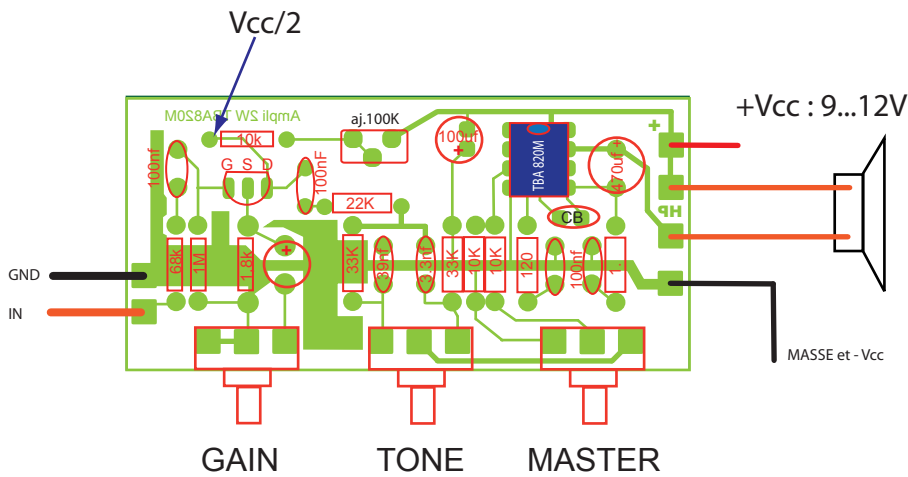 Vcc/2
Ampli 2W TBA820M
aj.100K
100uf
+
TBA 820M
470uf +
+
+Vcc : 9...12V
10k
100nf
G S D
100nF
22K
CB
HP
GND
IN
68k
1M
1.8k
+
33K
39nf
3.3nf
33K
10K
10K
120
100nf
1.
MASSE et - Vcc
GAIN
TONE
MASTER